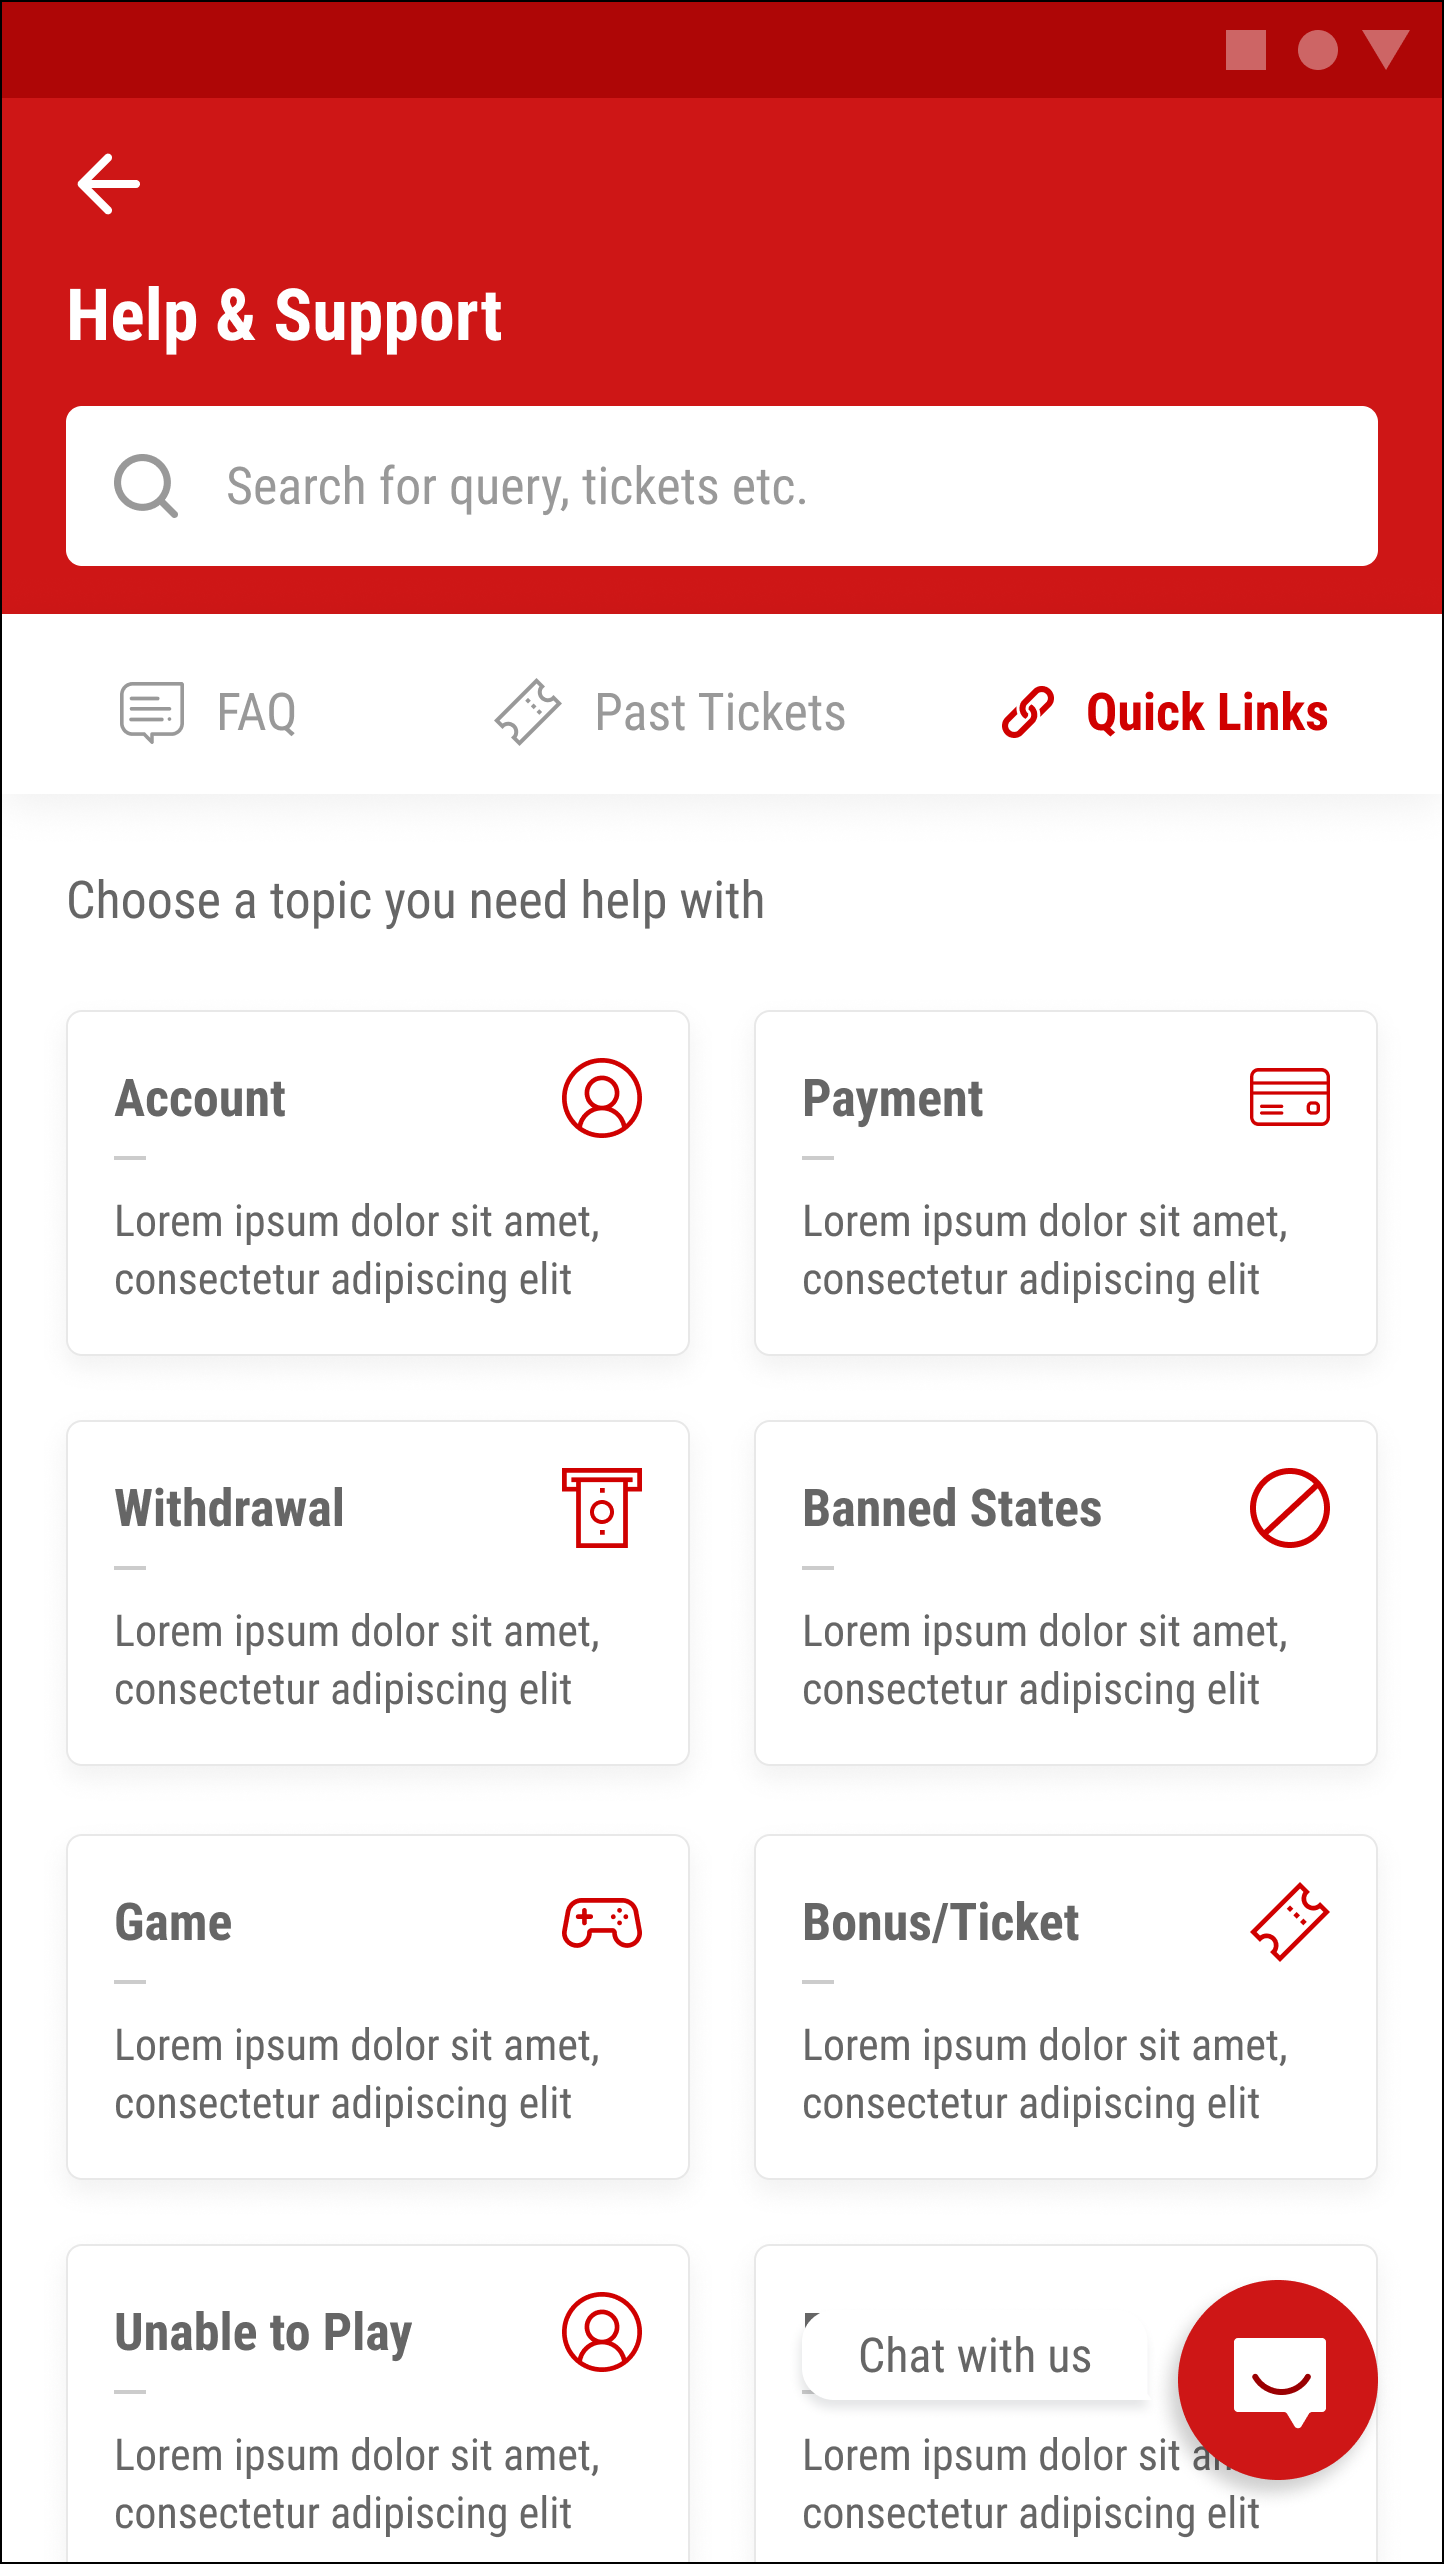 Help & Support
Search for query, tickets etc.
FAQ
Past Tickets
Quick Links
Choose a topic you need help with
Account
Lorem ipsum dolor sit amet,
consectetur adipiscing elit
Payment
Lorem ipsum dolor sit amet,
consectetur adipiscing elit
Withdrawal
Lorem ipsum dolor sit amet,
consectetur adipiscing elit
Banned States
Lorem ipsum dolor sit amet,
consectetur adipiscing elit
Game
Lorem ipsum dolor sit amet,
consectetur adipiscing elit
Bonus/Ticket
Lorem ipsum dolor sit amet,
consectetur adipiscing elit
Unable to Play
Lorem ipsum dolor sit amet,
consectetur adipiscing elit
Chat with us
Lorem ipsum dolor sit
consectetur adipiscing elit